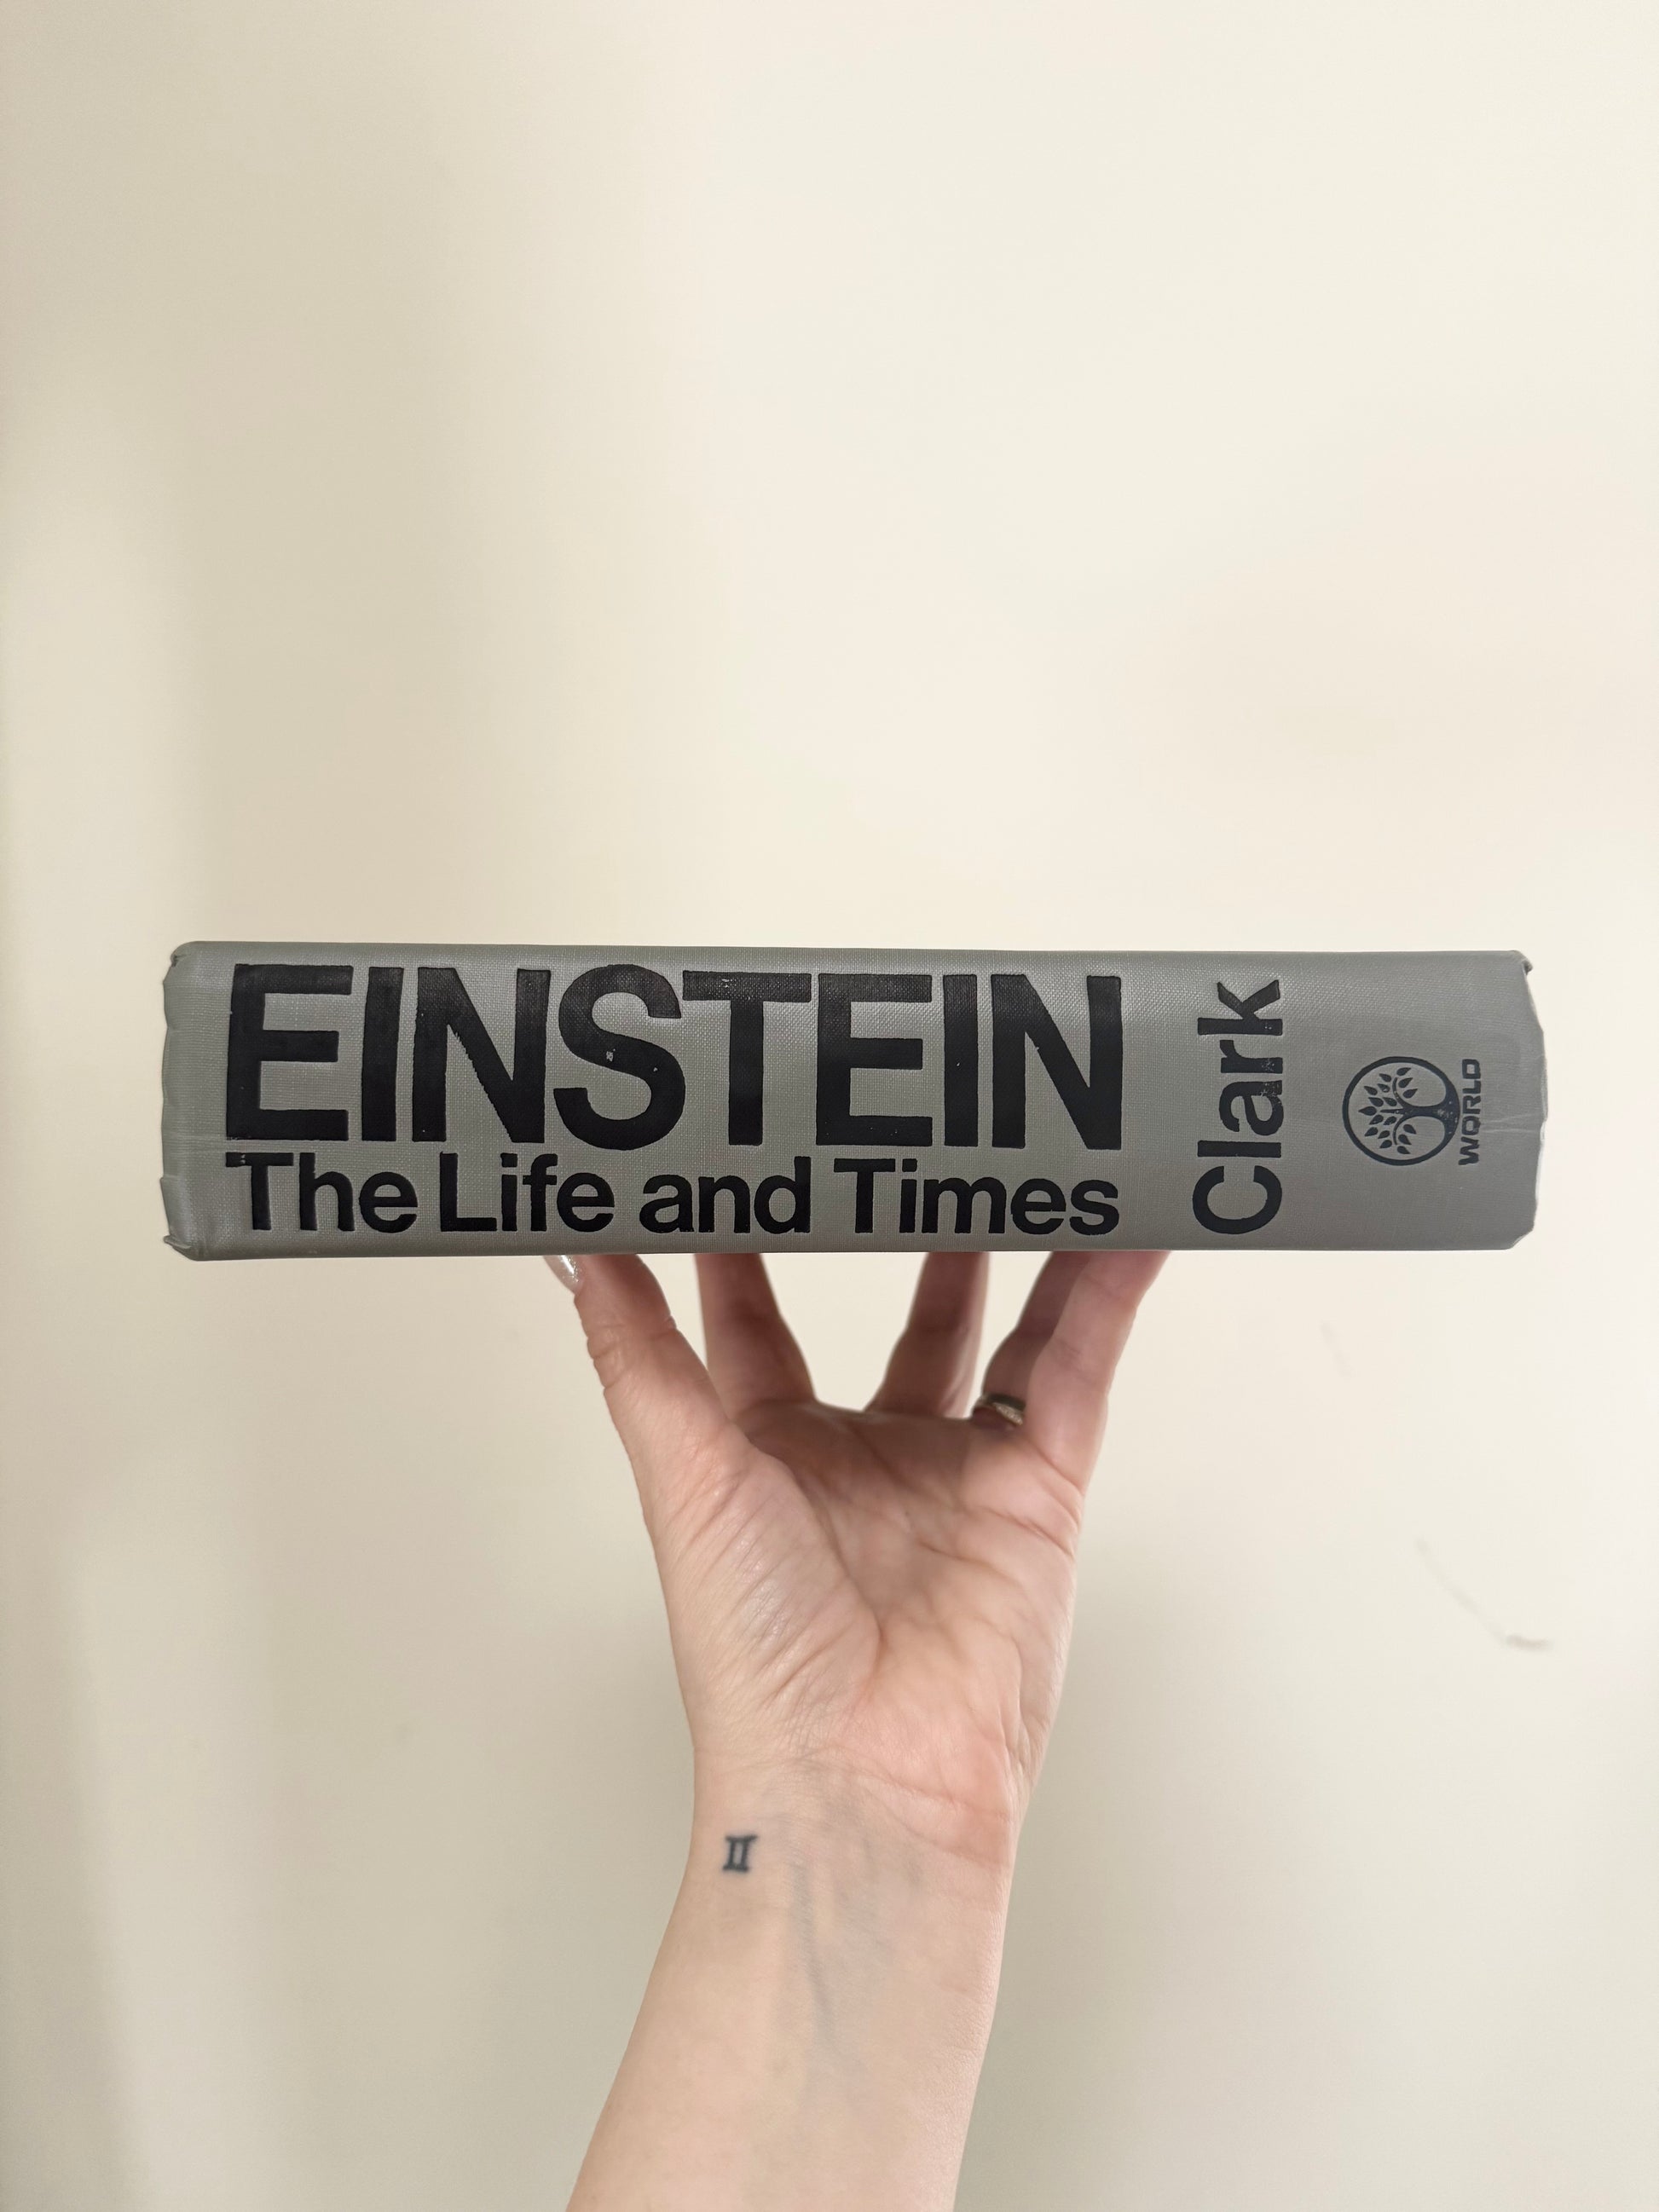 EINSTEIN
The Life and Times
Clark
WORLD